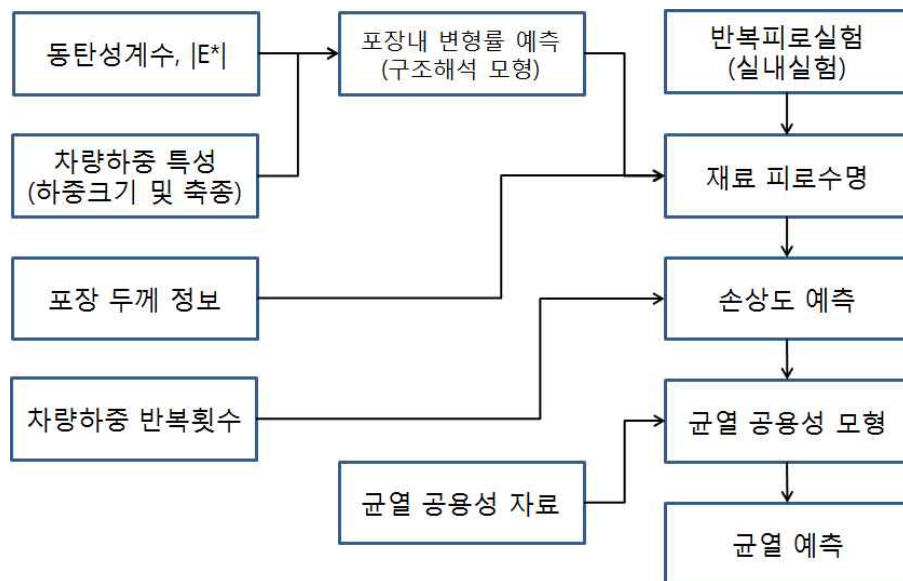 동탄성계수, |E*|
포장내 변형률 예측
(구조해석 모형)
반복피로실험
(실내실험)
차량하중 특성
(하중크기 및 축종)
재료 피로수명
포장 두께 정보
손상도 예측
차량하중 반복횟수
균열 공용성 모형
균열 공용성 자료
균열 예측